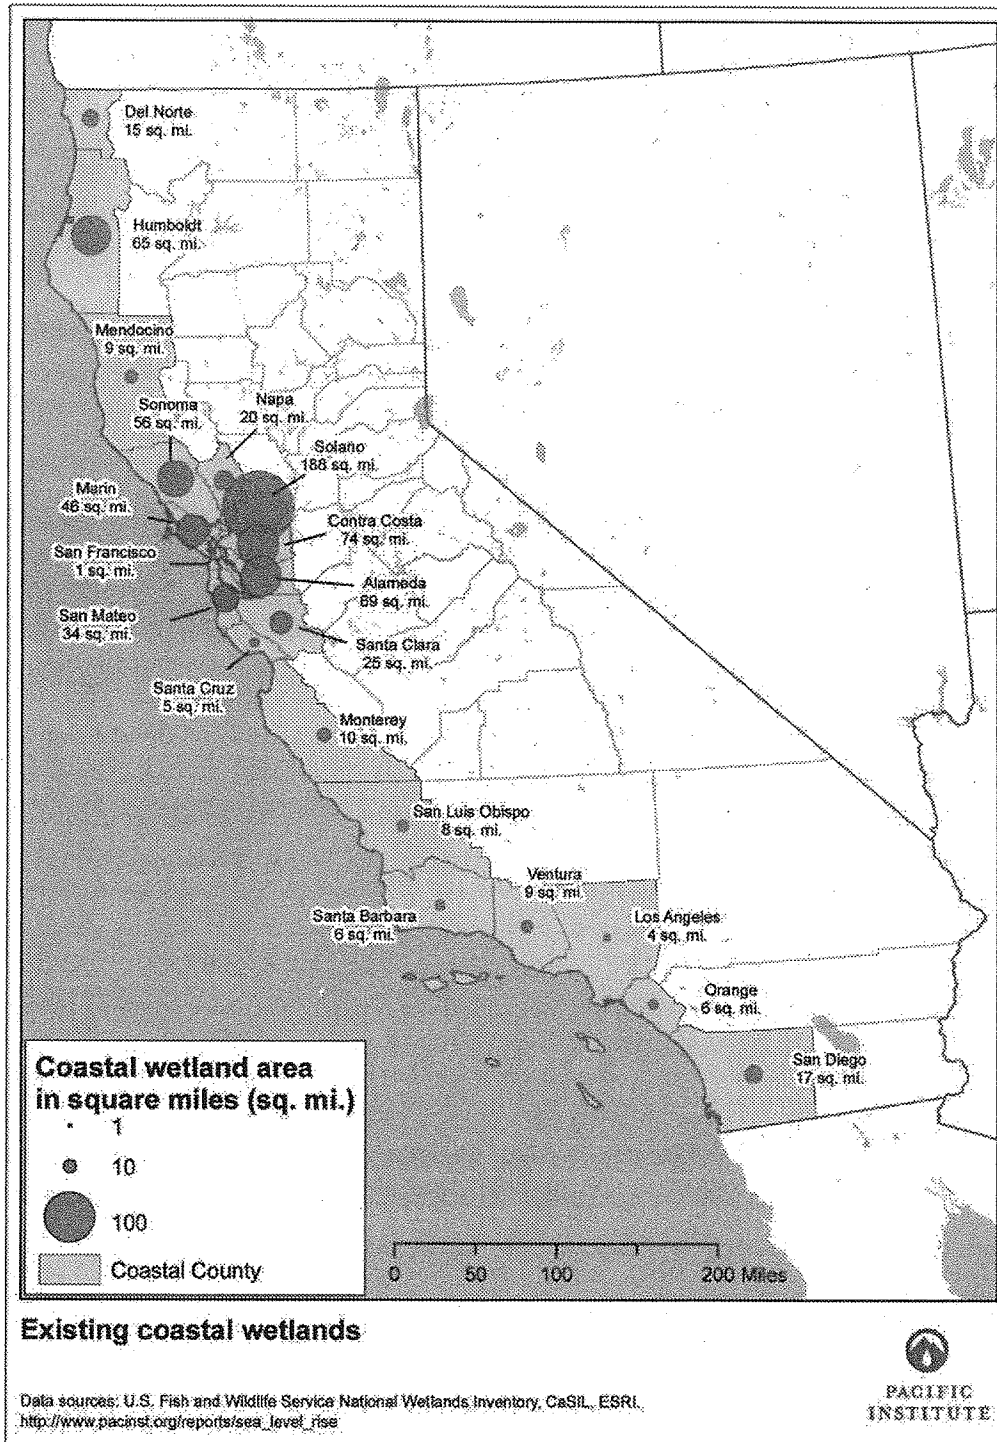 Del Norte
15 sq. mi.
Humboldt
65 sq. mi.
Mendocino
9 sq. mi.
Sonoma
56 sq. mi.
Napa
20 sq. mi.
Solano
188 sq. mi.
Marin
46 sq. mi.
Contra Costa
74 sq. mi.
San Francisco
1 sq. mi.
Alameda
69 sq. mi.
San Mateo
34 sq. mi.
Santa Clara
25 sq. mi.
Santa Cruz
5 sq. mi.
Monterey
10 sq. mi.
San Luis Obispo
8 sq. mi.
Ventura
9 sq. mi.
Santa Barbara
6 sq. mi.
Los Angeles
4 sq. mi.
Orange
6 sq. mi.
San Diego
17 sq. mi.
Coastal wetland area
in square miles (sq. mi.)
1
10
100
Coastal County
0 50 100 200 Miles
Existing coastal wetlands
Data sources: U.S. Fish and Wildlife Service National Wetlands Inventory, CaSIL, ESRI.
http://www.pacinst.org/reports/sea_level_rise
PACIFIC
INSTITUTE